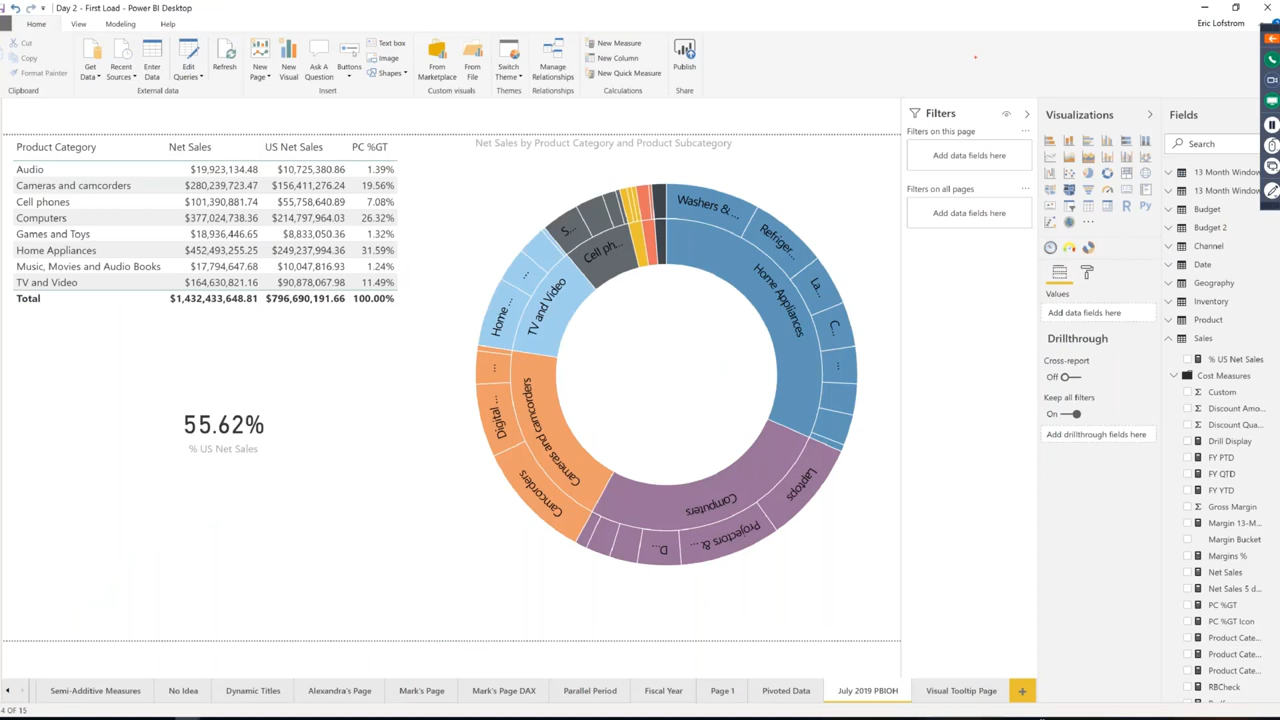 Day 2 - First Load - Power BI Desktop
Home View Modeling Help
Eric Lofstrom
Cut
Copy
Format Painter
Clipboard
Get Data
Recent Sources
Enter Data
Edit Queries
Refresh
External data
New Page
New Visual
Ask A Question
Buttons
Text box
Image
Shapes
Insert
From Marketplace
From File
Custom visuals
Switch Theme
Themes
Manage Relationships
Relationships
New Measure
New Column
New Quick Measure
Calculations
Publish
Share
Product Category Net Sales US Net Sales PC %GT
Audio $19,923,134.48 $10,725,380.86 1.39%
Cameras and camcorders $280,239,723.47 $156,411,276.24 19.56%
Cell phones $101,390,881.74 $55,758,640.89 7.08%
Computers $377,024,738.36 $214,797,964.03 26.32%
Games and Toys $18,936,446.65 $8,833,050.36 1.32%
Home Appliances $452,493,255.25 $249,237,994.36 31.59%
Music, Movies and Audio Books $17,794,647.68 $10,047,816.93 1.24%
TV and Video $164,630,821.16 $90,878,067.98 11.49%
Total $1,432,433,648.81 $796,690,191.66 100.00%
55.62%
% US Net Sales
Net Sales by Product Category and Product Subcategory
Washers & ...
Refriger...
La...
C...
...
Home Appliances
Laptops
Projectors & ...
D...
Computers
Camcorders
Digital ...
...
Cameras and camcorders
Home ...
...
TV and Video
S...
Cell ph...
Filters
Filters on this page
Add data fields here
Filters on all pages
Add data fields here
Visualizations
R Py
Values
Add data fields here
Drillthrough
Cross-report
Off
Keep all filters
On
Add drillthrough fields here
Fields
Search
13 Month Window
13 Month Window
Budget
Budget 2
Channel
Date
Geography
Inventory
Product
Sales
% US Net Sales
Cost Measures
Custom
Discount Amo...
Discount Qua...
Drill Display
FY PTD
FY QTD
FY YTD
Gross Margin
Margin 13-M...
Margin Bucket
Margins %
Net Sales
Net Sales 5 d...
PC %GT
PC %GT Icon
Product Cate...
Product Cate...
Product Cate...
RBCheck
Semi-Additive Measures No Idea Dynamic Titles Alexandra's Page Mark's Page Mark's Page DAX Parallel Period Fiscal Year Page 1 Pivoted Data July 2019 PBIOH Visual Tooltip Page
4 OF 15